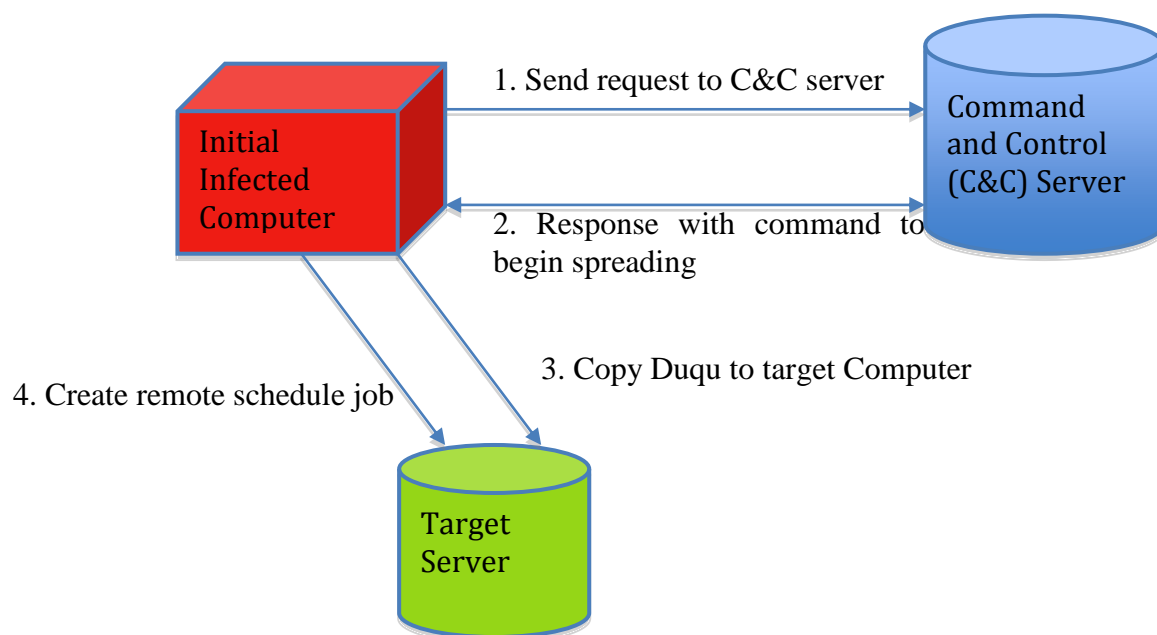 1. Send request to C&C server
Initial
Infected
Computer
Command
and Control
(C&C) Server
2. Response with command to
begin spreading
3. Copy Duqu to target Computer
4. Create remote schedule job
Target
Server